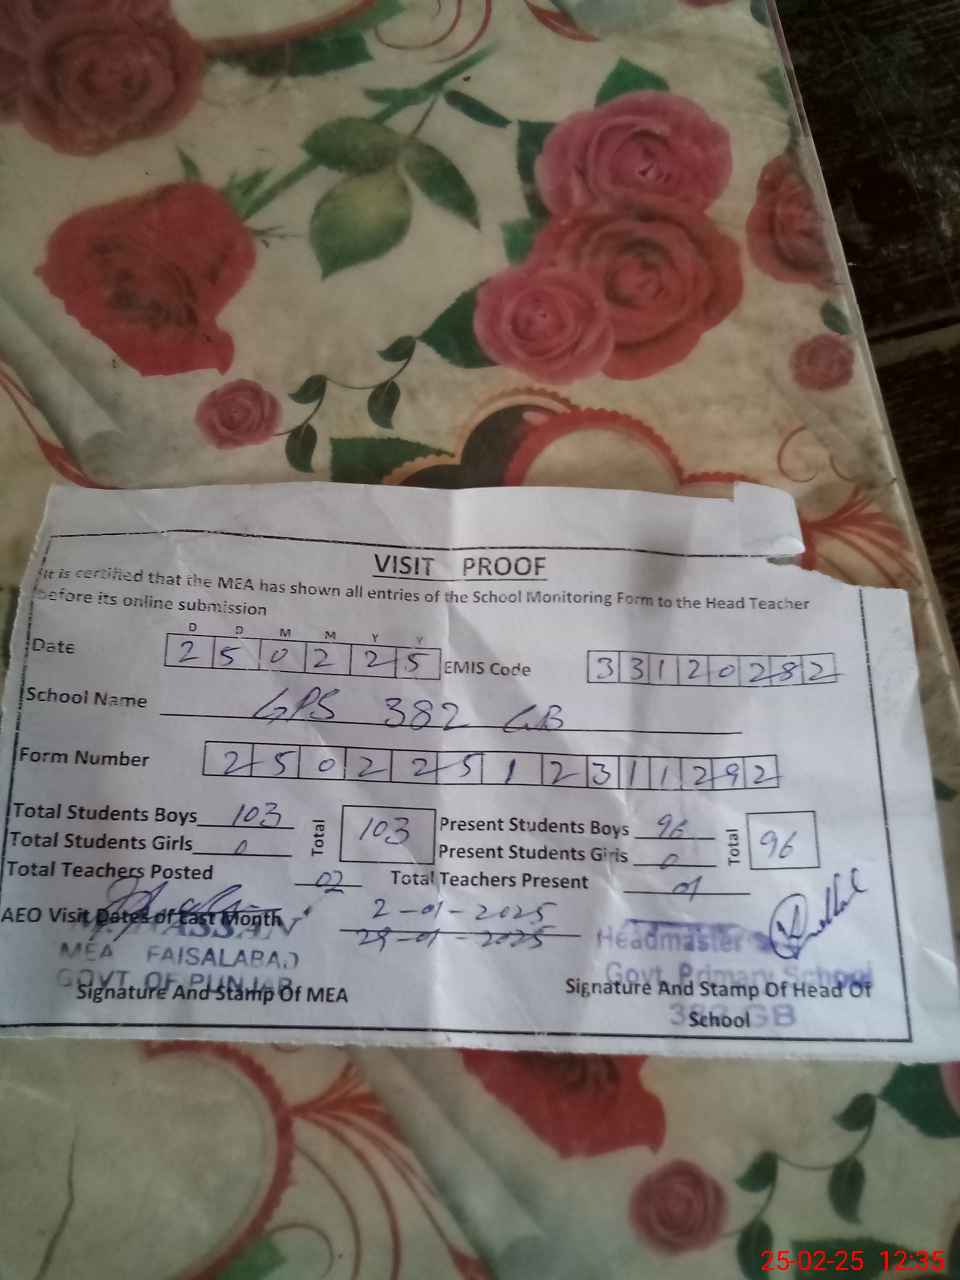 VISIT PROOF
It is certified that the MEA has shown all entries of the School Monitoring Form to the Head Teacher
before its online submission
D D M M Y Y
Date 2 5 0 2 2 5 EMIS Code 3 3 1 2 0 2 8 2
School Name GPS 382 GB
Form Number 2 5 0 2 2 5 1 2 3 1 1 2 9 2
Total Students Boys 103 Total 103 Present Students Boys 96 Total 96
Total Students Girls 0 Present Students Girls 0
Total Teachers Posted 02 Total Teachers Present 01
AEO Visit Dates of Last Month 2-01-2025
29-01-2025
HASSAN
MEA FAISALABAD
GOVT OF PUNJAB
Signature And Stamp Of MEA
Headmaster
Govt. Primary School
GB
Signature And Stamp Of Head Of
School
25-02-25 12:35